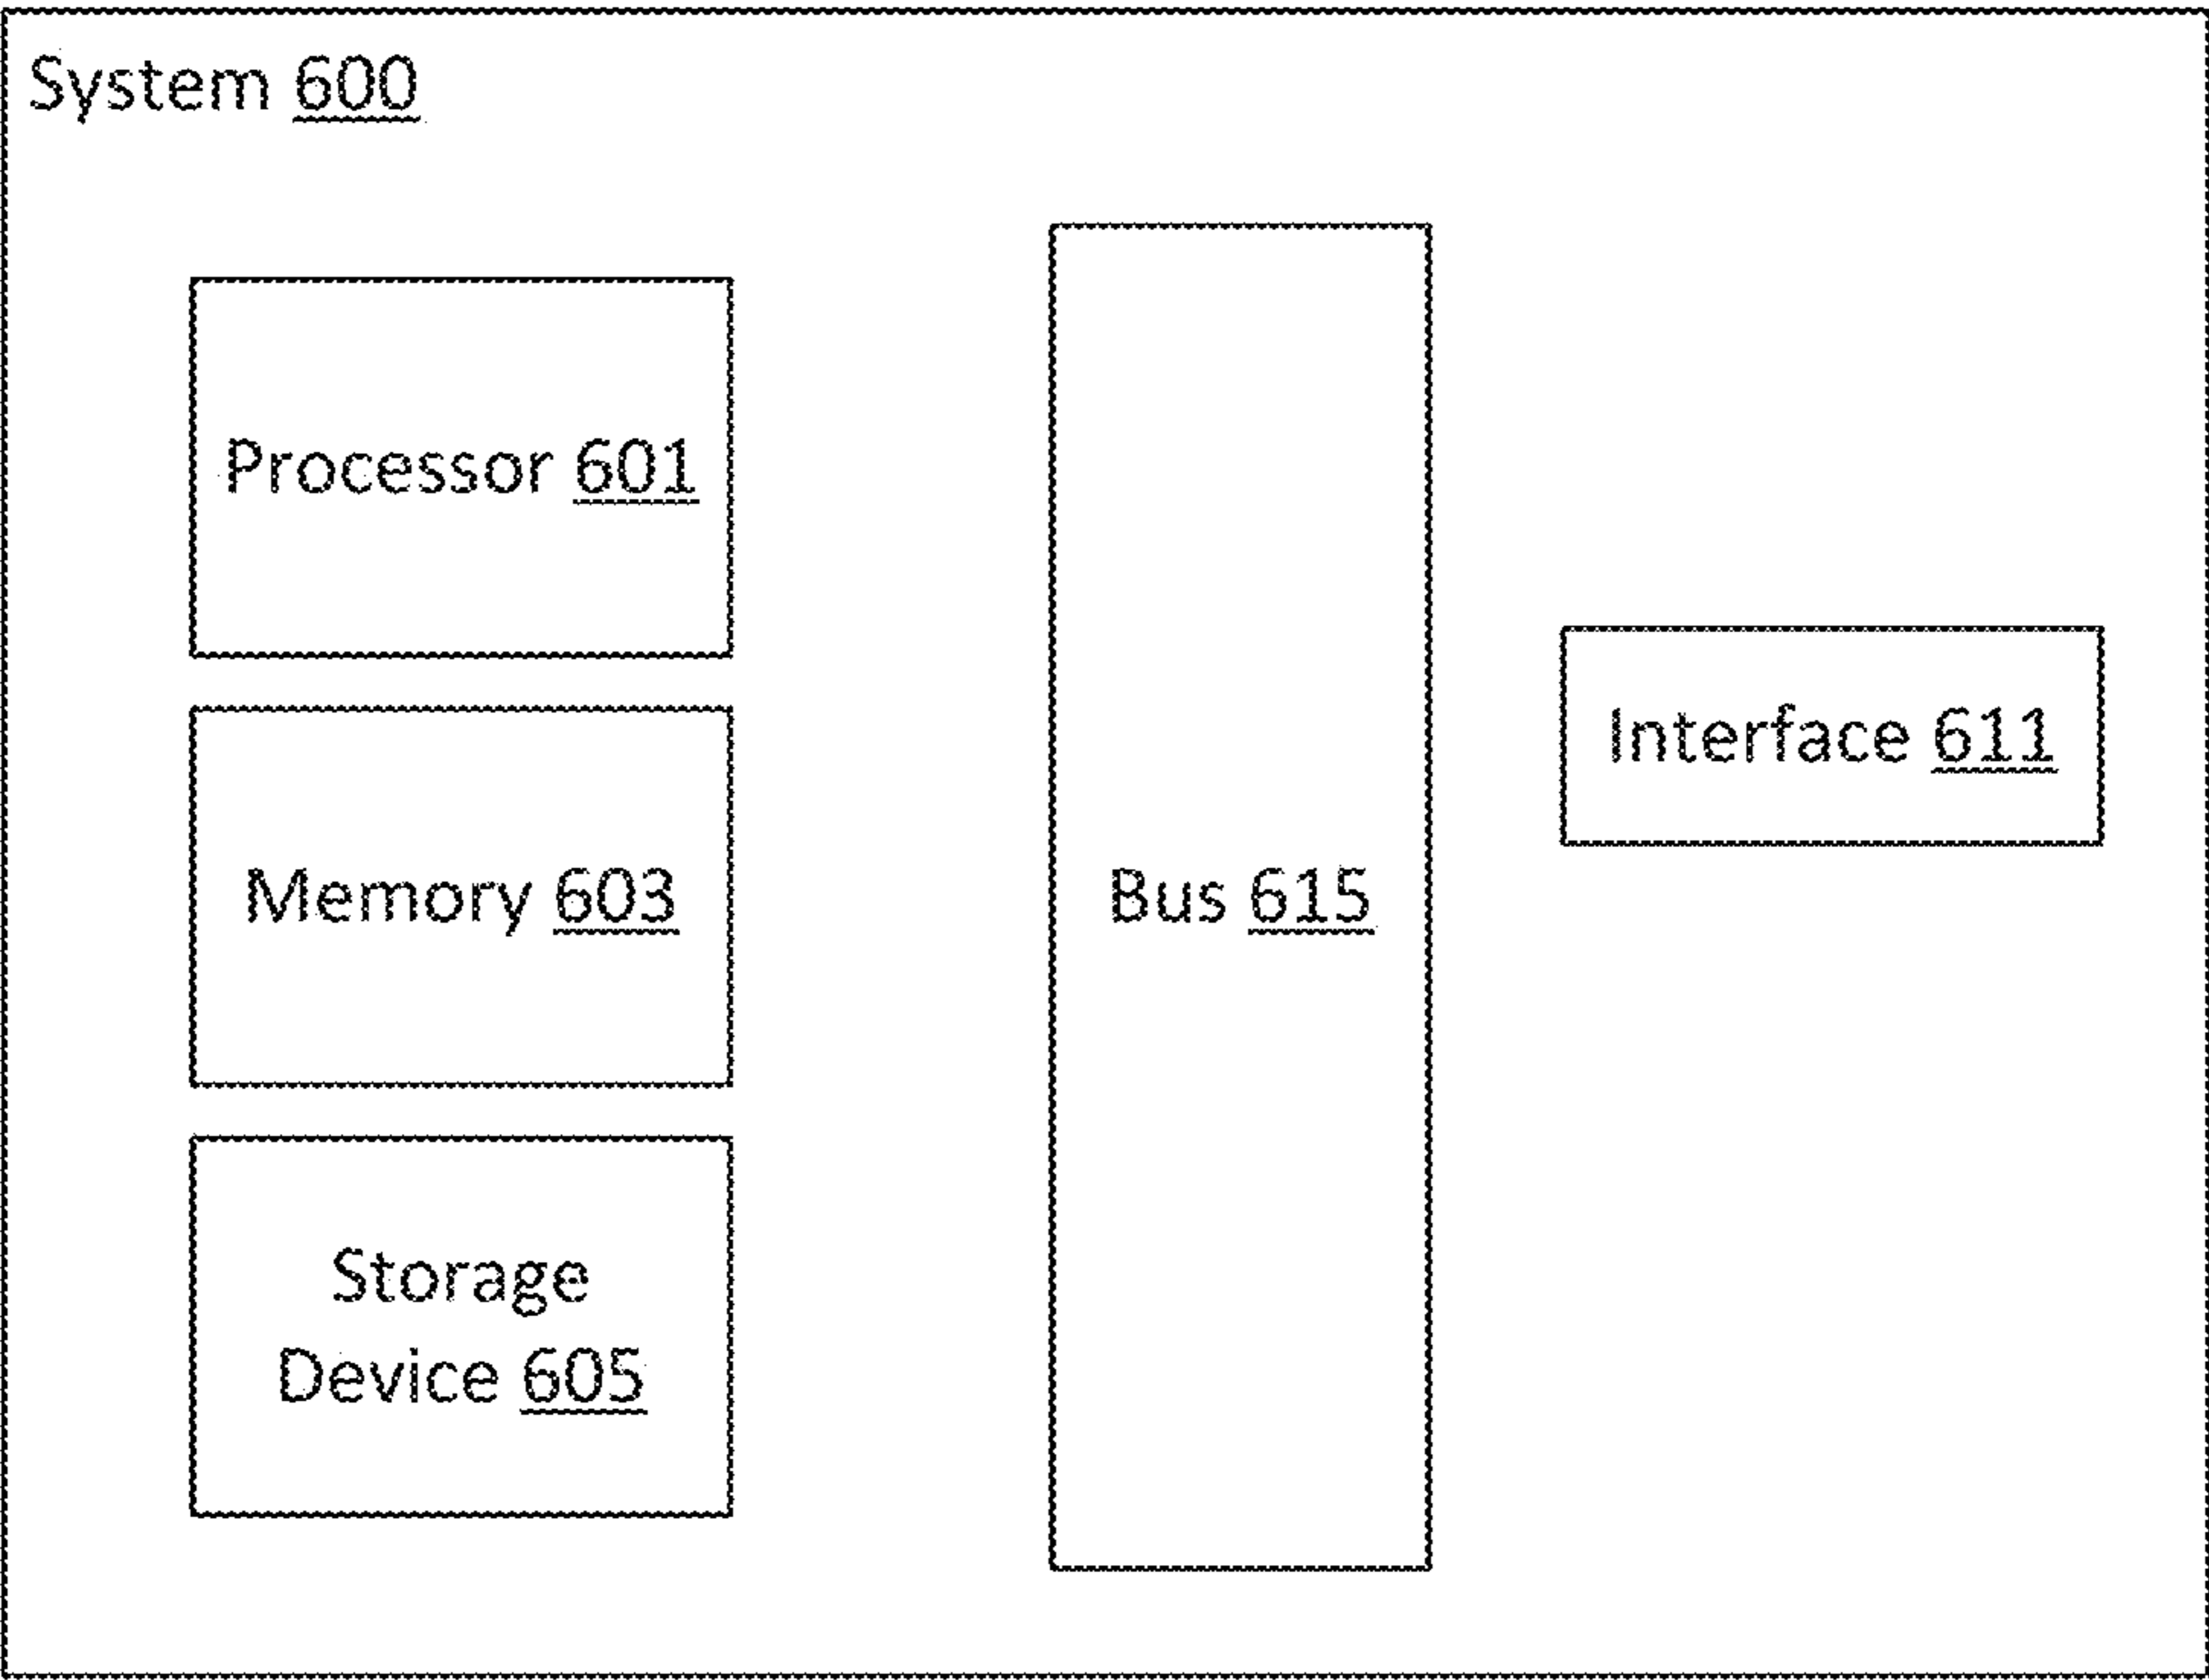 System 600
Processor 601
Memory 603
Storage
Device 605
Bus 615
Interface 611